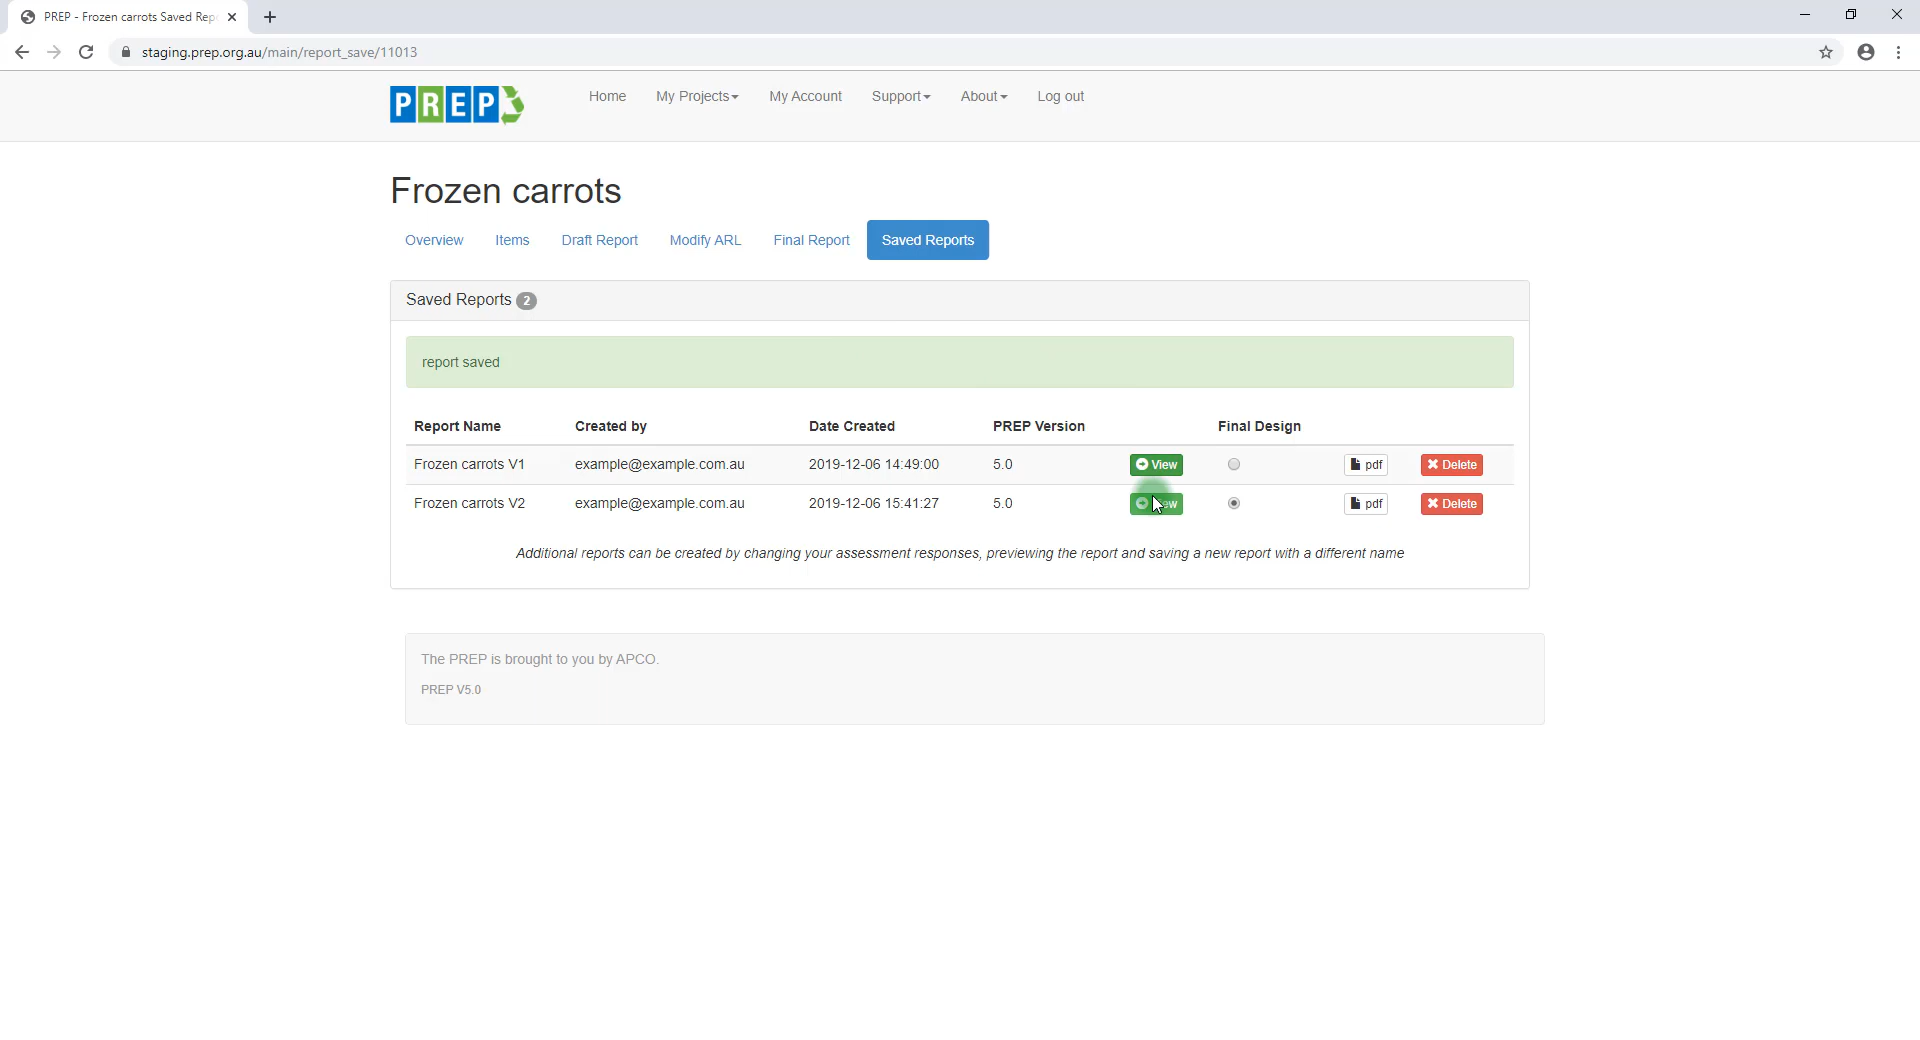 PREP - Frozen carrots Saved Rep
staging.prep.org.au/main/report_save/11013
PREP
Home My Projects My Account Support About Log out
Frozen carrots
Overview Items Draft Report Modify ARL Final Report Saved Reports
Saved Reports 2
report saved
Report Name Created by Date Created PREP Version Final Design
Frozen carrots V1 example@example.com.au 2019-12-06 14:49:00 5.0 View pdf Delete
Frozen carrots V2 example@example.com.au 2019-12-06 15:41:27 5.0 pdf Delete
Additional reports can be created by changing your assessment responses, previewing the report and saving a new report with a different name
The PREP is brought to you by APCO.
PREP V5.0